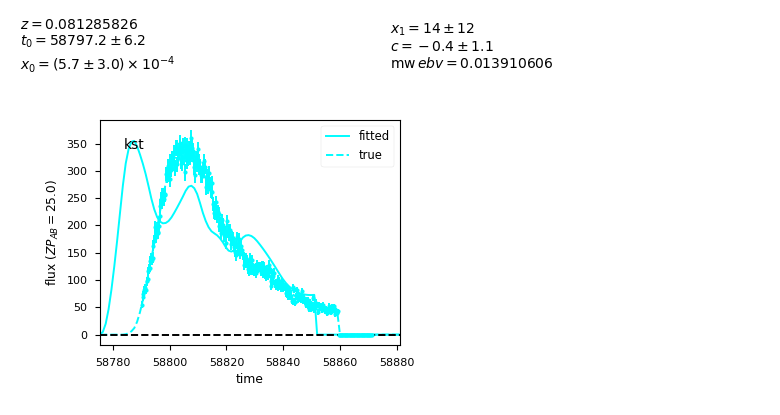 z = 0.081285826
t₀ = 58797.2 ± 6.2
x₀ = (5.7 ± 3.0) × 10⁻⁴
x₁ = 14 ± 12
c = −0.4 ± 1.1
mw ebv = 0.013910606
kst
fitted
true
350
300
250
200
150
100
50
0
flux (ZP_AB = 25.0)
58780 58800 58820 58840 58860 58880
time